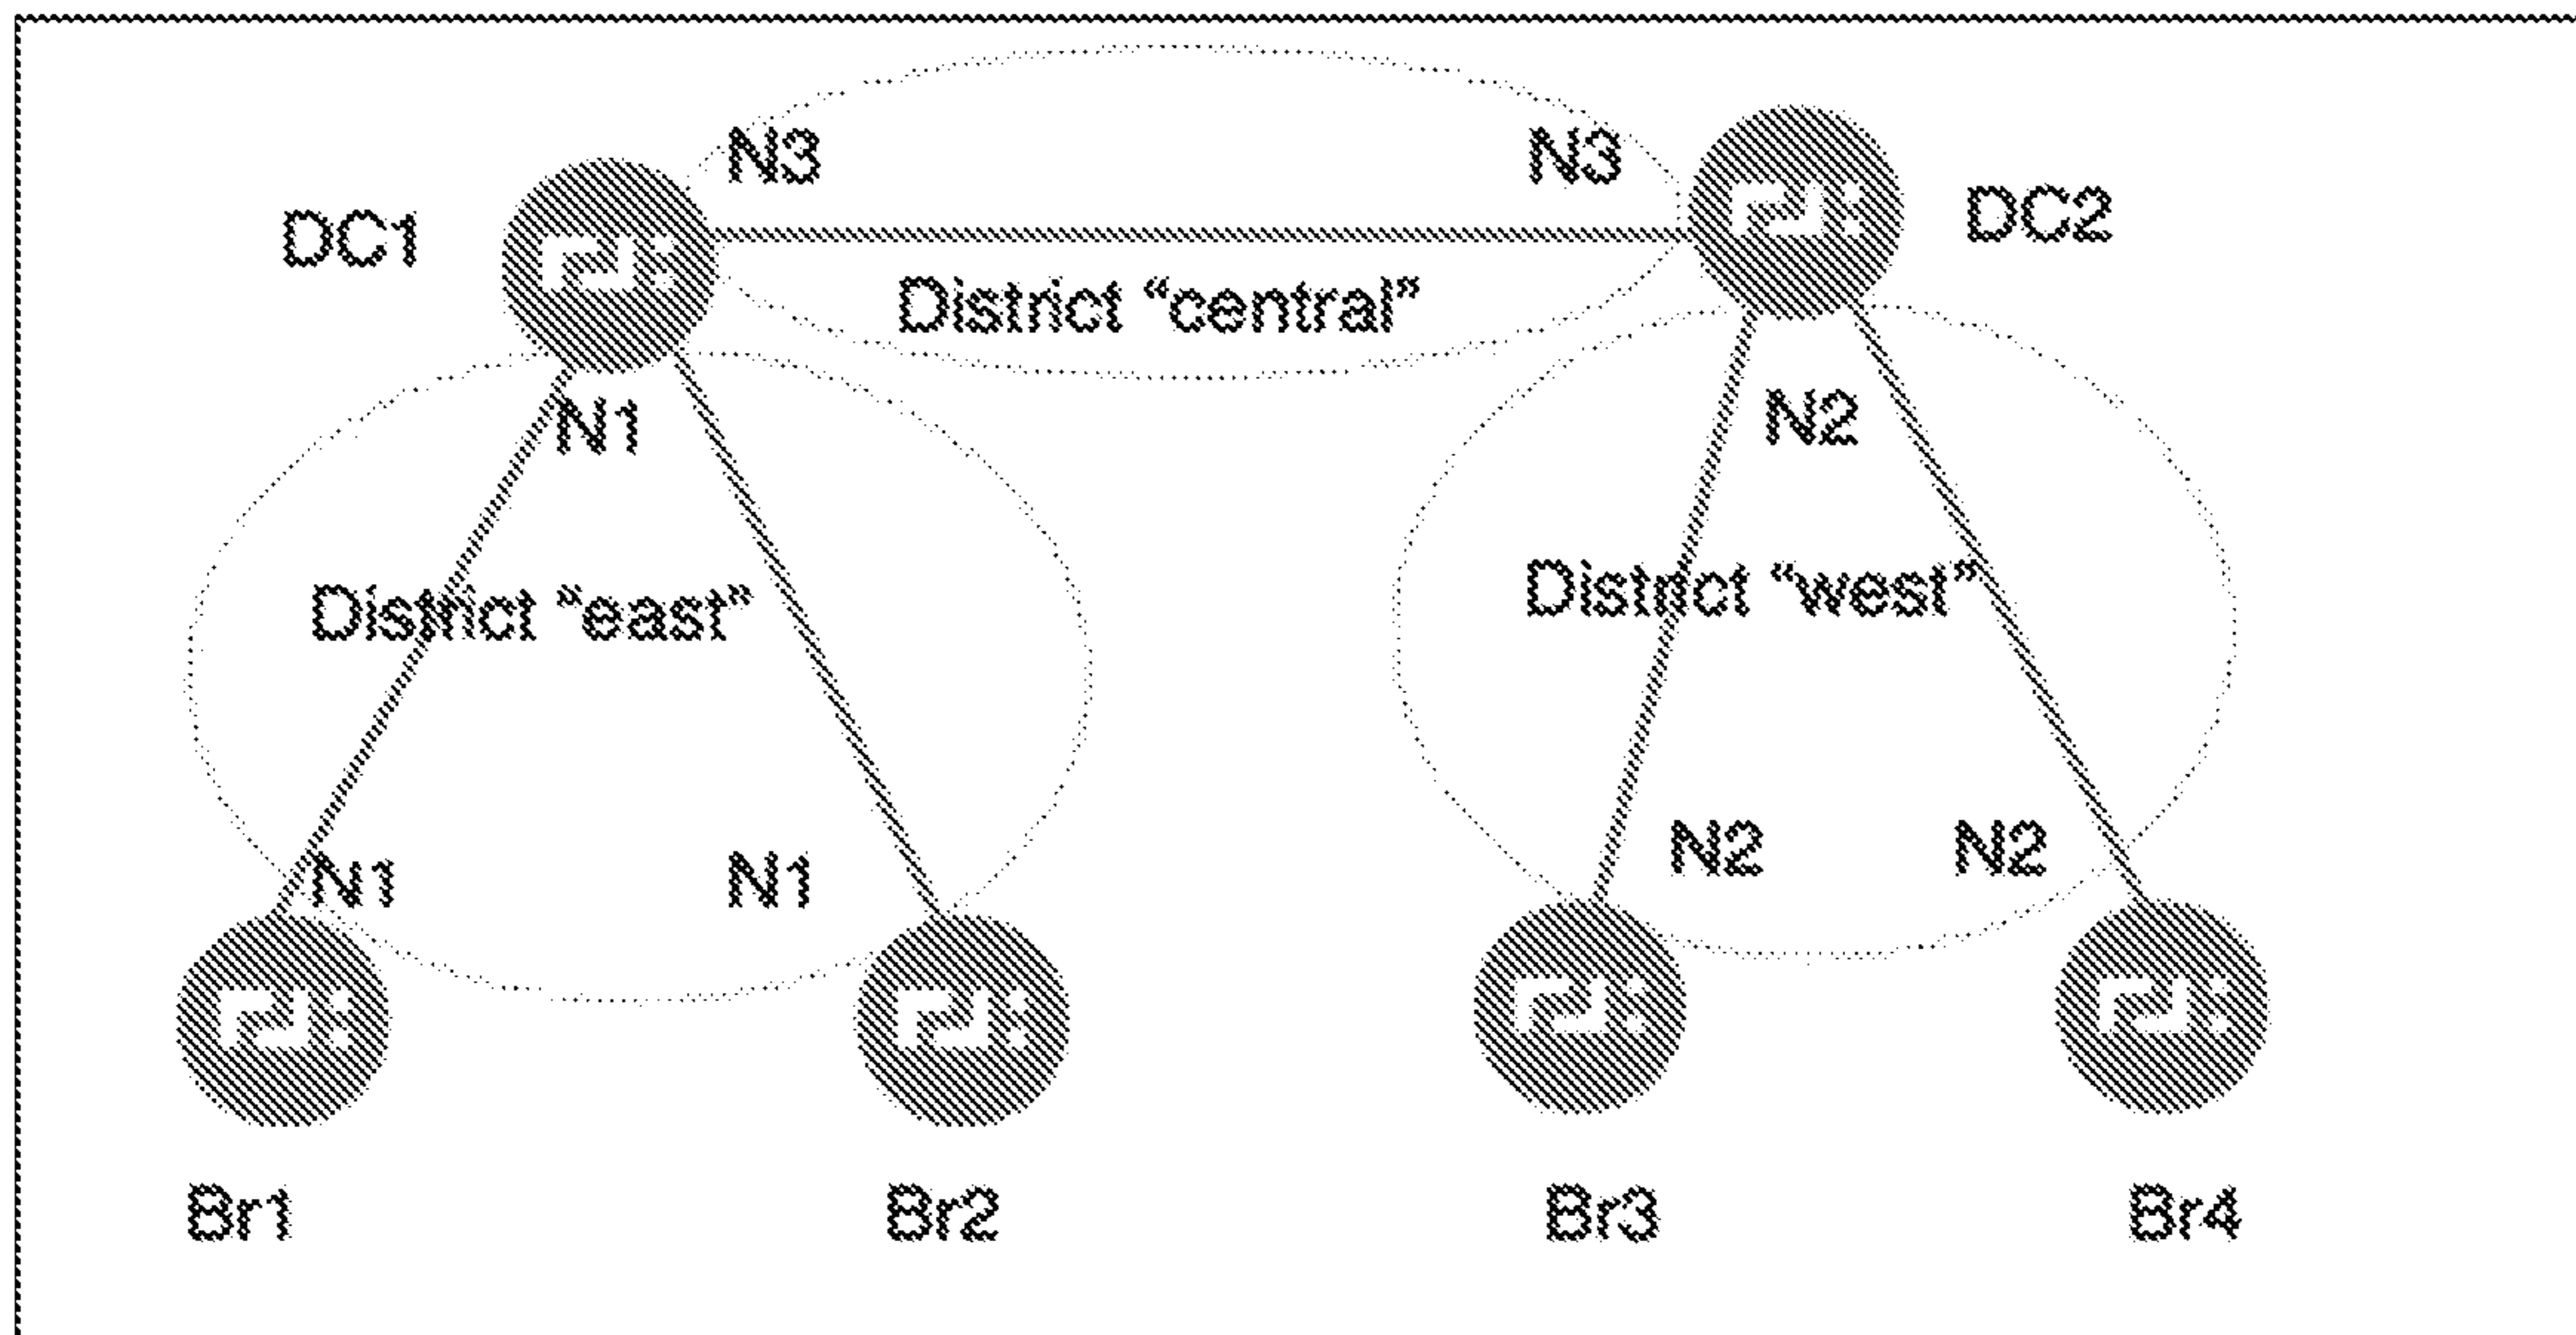 N3 N3
DC1 DC2
District “central”
N1 N2
District “east” District “west”
N1 N1 N2 N2
Br1 Br2 Br3 Br4